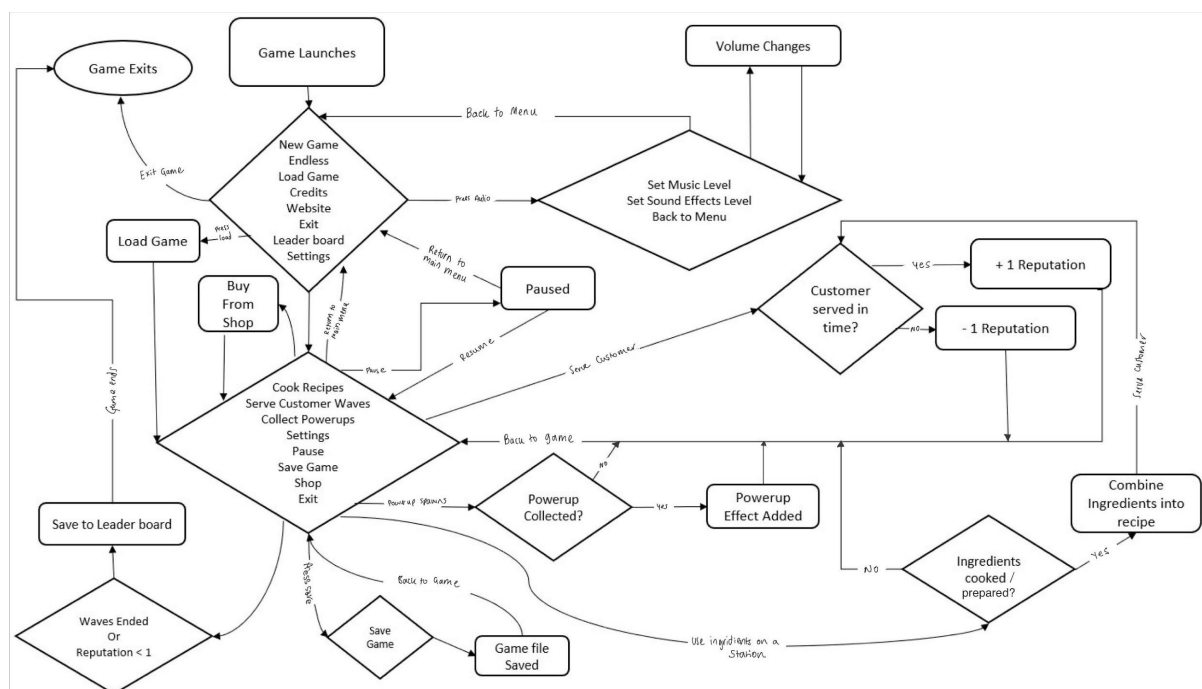 Game Launches
Volume Changes
Game Exits
Back to Menu
New Game
Endless
Load Game
Credits
Website
Exit
Leader board
Settings
Exit Game
Press Audio
Set Music Level
Set Sound Effects Level
Back to Menu
Press
load
Load Game
Return to
main menu
Customer
served in
time?
yes
+ 1 Reputation
Buy
From
Shop
Return to
main menu
Paused
NO
- 1 Reputation
Pause
Resume
Serve Customer
Serve Customer
Game ends
Cook Recipes
Serve Customer Waves
Collect Powerups
Settings
Pause
Save Game
Shop
Exit
Back to game
Powerup Spawns
Powerup
Collected?
NO
yes
Powerup
Effect Added
Combine
Ingredients into
recipe
Save to Leader board
Ingredients
cooked /
prepared?
NO
yes
Press save
Back to Game
Waves Ended
Or
Reputation < 1
Save
Game
Game file
Saved
Use ingridients on a
Station